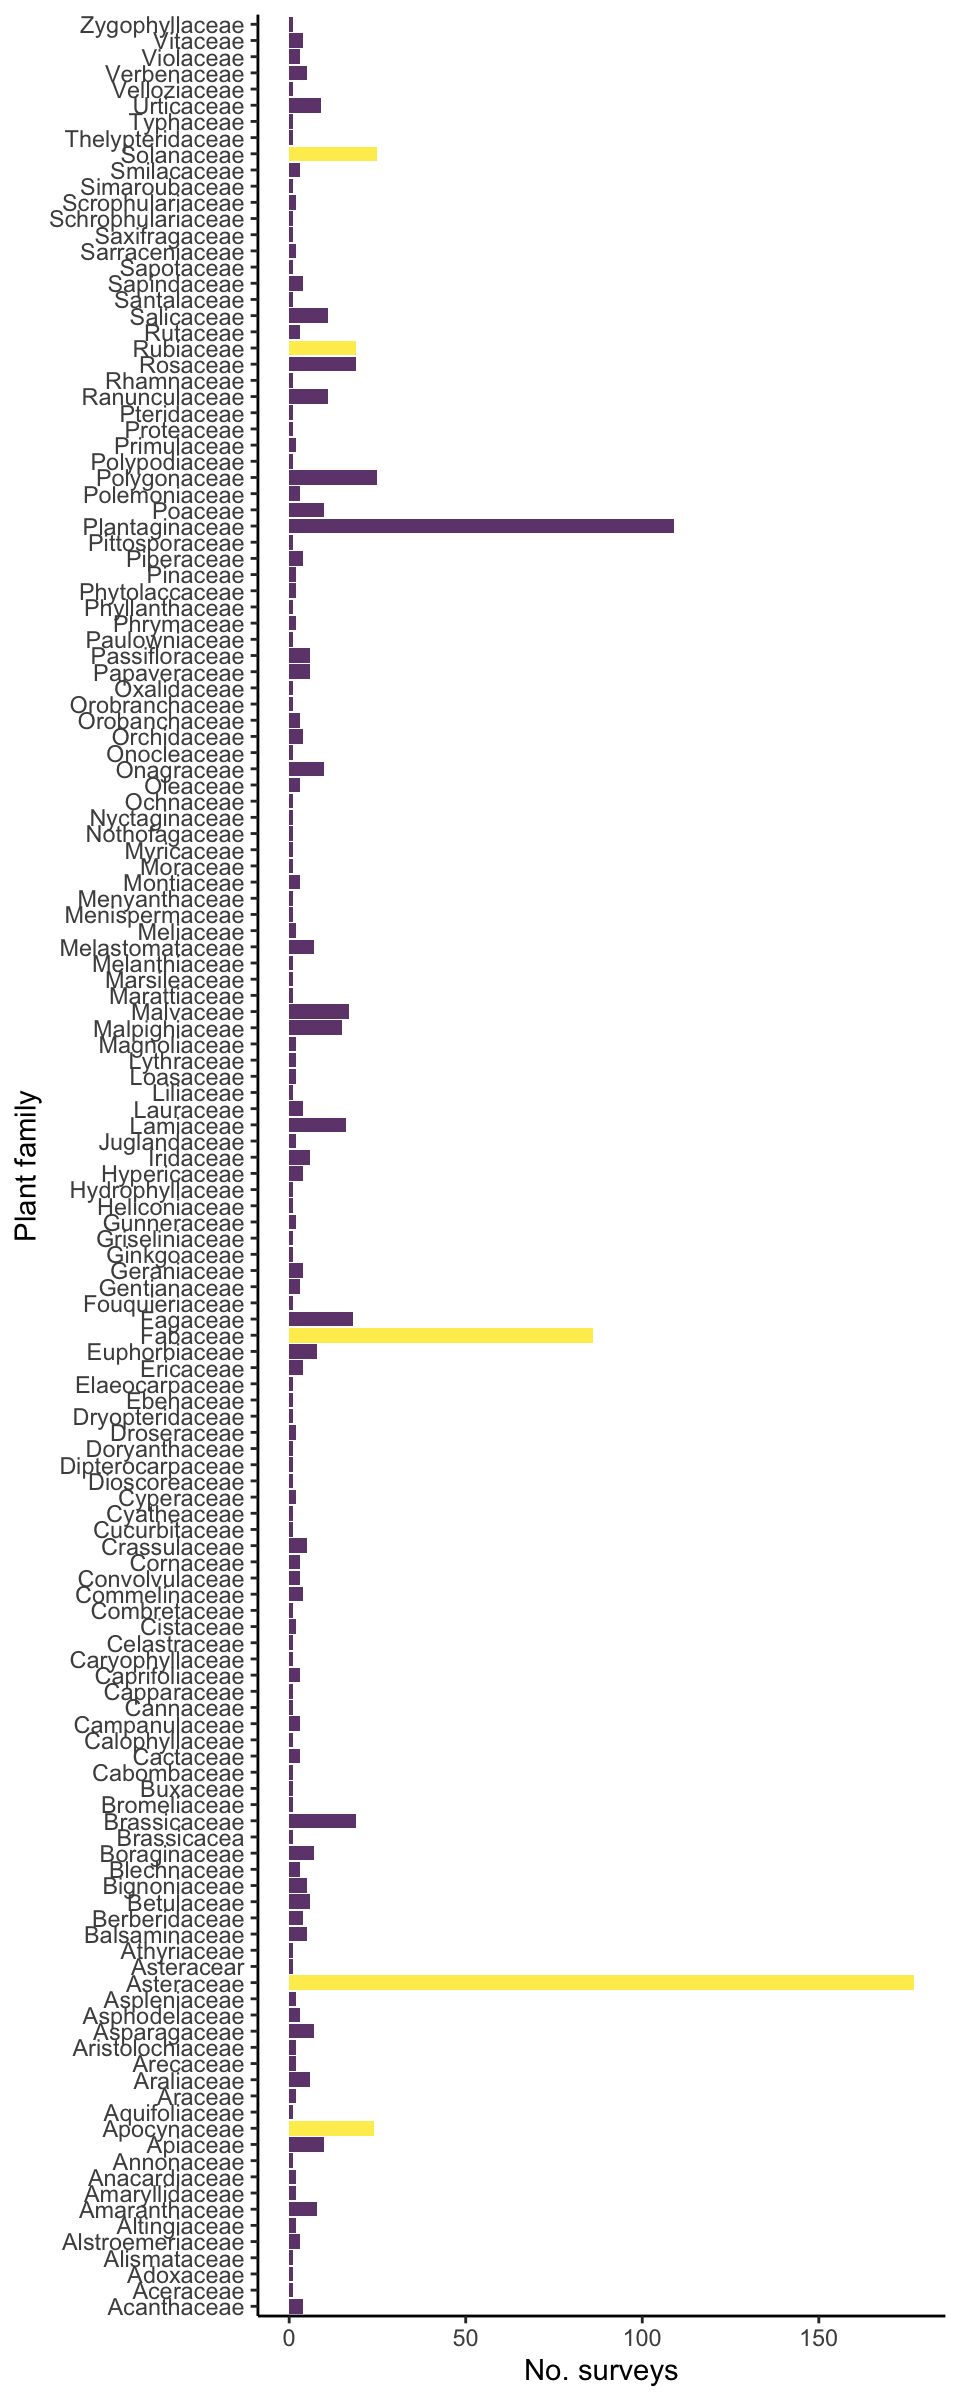 Zygophyllaceae
Vitaceae
Violaceae
Verbenaceae
Velloziaceae
Urticaceae
Typhaceae
Thelypteridaceae
Solanaceae
Smilacaceae
Simaroubaceae
Scrophulariaceae
Schrophulariaceae
Saxifragaceae
Sarraceniaceae
Sapotaceae
Sapindaceae
Santalaceae
Salicaceae
Rutaceae
Rubiaceae
Rosaceae
Rhamnaceae
Ranunculaceae
Pteridaceae
Proteaceae
Primulaceae
Polypodiaceae
Polygonaceae
Polemoniaceae
Poaceae
Plantaginaceae
Pittosporaceae
Piperaceae
Pinaceae
Phytolaccaceae
Phyllanthaceae
Phrymaceae
Paulowniaceae
Passifloraceae
Papaveraceae
Oxalidaceae
Orobranchaceae
Orobanchaceae
Orchidaceae
Onocleaceae
Onagraceae
Oleaceae
Ochnaceae
Nyctaginaceae
Nothofagaceae
Myricaceae
Moraceae
Montiaceae
Menyanthaceae
Menispermaceae
Meliaceae
Melastomataceae
Melanthiaceae
Marsileaceae
Marattiaceae
Malvaceae
Malpighiaceae
Magnoliaceae
Lythraceae
Loasaceae
Liliaceae
Lauraceae
Lamiaceae
Juglandaceae
Iridaceae
Hypericaceae
Hydrophyllaceae
Heliconiaceae
Gunneraceae
Griseliniaceae
Ginkgoaceae
Geraniaceae
Gentianaceae
Fouquieriaceae
Fagaceae
Fabaceae
Euphorbiaceae
Ericaceae
Elaeocarpaceae
Ebenaceae
Dryopteridaceae
Droseraceae
Doryanthaceae
Dipterocarpaceae
Dioscoreaceae
Cyperaceae
Cyatheaceae
Cucurbitaceae
Crassulaceae
Cornaceae
Convolvulaceae
Commelinaceae
Combretaceae
Cistaceae
Celastraceae
Caryophyllaceae
Caprifoliaceae
Capparaceae
Cannaceae
Campanulaceae
Calophyllaceae
Cactaceae
Cabombaceae
Buxaceae
Bromeliaceae
Brassicaceae
Brassicacea
Boraginaceae
Blechnaceae
Bignoniaceae
Betulaceae
Berberidaceae
Balsaminaceae
Athyriaceae
Asteracear
Asteraceae
Aspleniaceae
Asphodelaceae
Asparagaceae
Aristolochiaceae
Arecaceae
Araliaceae
Araceae
Aquifoliaceae
Apocynaceae
Apiaceae
Annonaceae
Anacardiaceae
Amaryllidaceae
Amaranthaceae
Altingiaceae
Alstroemeriaceae
Alismataceae
Adoxaceae
Aceraceae
Acanthaceae
Plant family
0 50 100 150
No. surveys